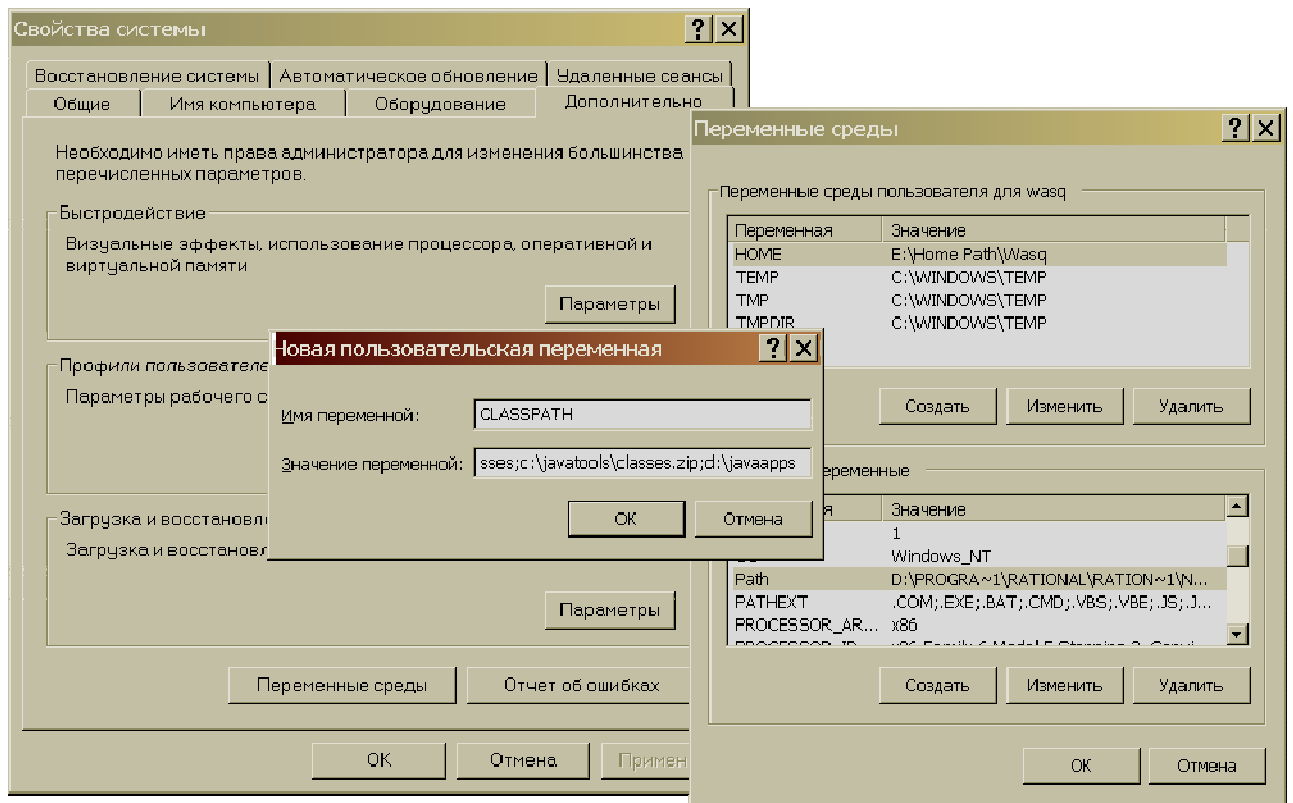 Свойства системы
Восстановление системы Автоматическое обновление Удаленные сеансы
Общие Имя компьютера Оборудование Дополнительно
Необходимо иметь права администратора для изменения большинства
перечисленных параметров.
Быстродействие
Визуальные эффекты, использование процессора, оперативной и
виртуальной памяти
Параметры
Профили пользователе
Параметры рабочего с
Загрузка и восстановл
Загрузка и восстановл
Параметры
Переменные среды Отчет об ошибках
ОК Отмена Примен
Новая пользовательская переменная
Имя переменной: CLASSPATH
Значение переменной: sses;c:\javatools\classes.zip;d:\javaapps
ОК Отмена
Переменные среды
Переменные среды пользователя для wasq
Переменная Значение
HOME E:\Home Path\Wasq
TEMP C:\WINDOWS\TEMP
TMP C:\WINDOWS\TEMP
TMPDIR C:\WINDOWS\TEMP
Создать Изменить Удалить
еременные
я Значение
1
Windows_NT
Path D:\PROGRA~1\RATIONAL\RATION~1\N...
PATHEXT .COM;.EXE;.BAT;.CMD;.VBS;.VBE;.JS;.J...
PROCESSOR_AR... x86
Создать Изменить Удалить
ОК Отмена